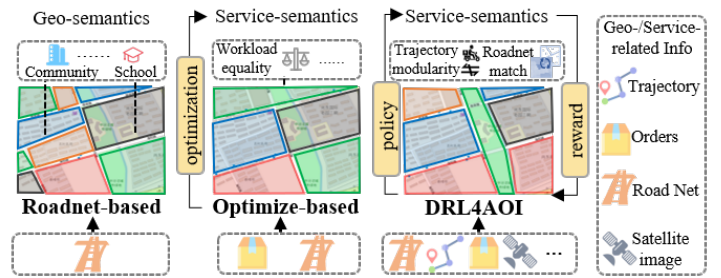 Geo-semantics
Community
School
Roadnet-based
Service-semantics
optimization
Workload
equality
Optimize-based
Service-semantics
policy
Trajectory
modularity
Roadnet
match
reward
DRL4AOI
Geo-/Service-
related Info
Trajectory
Orders
Road Net
Satellite
image